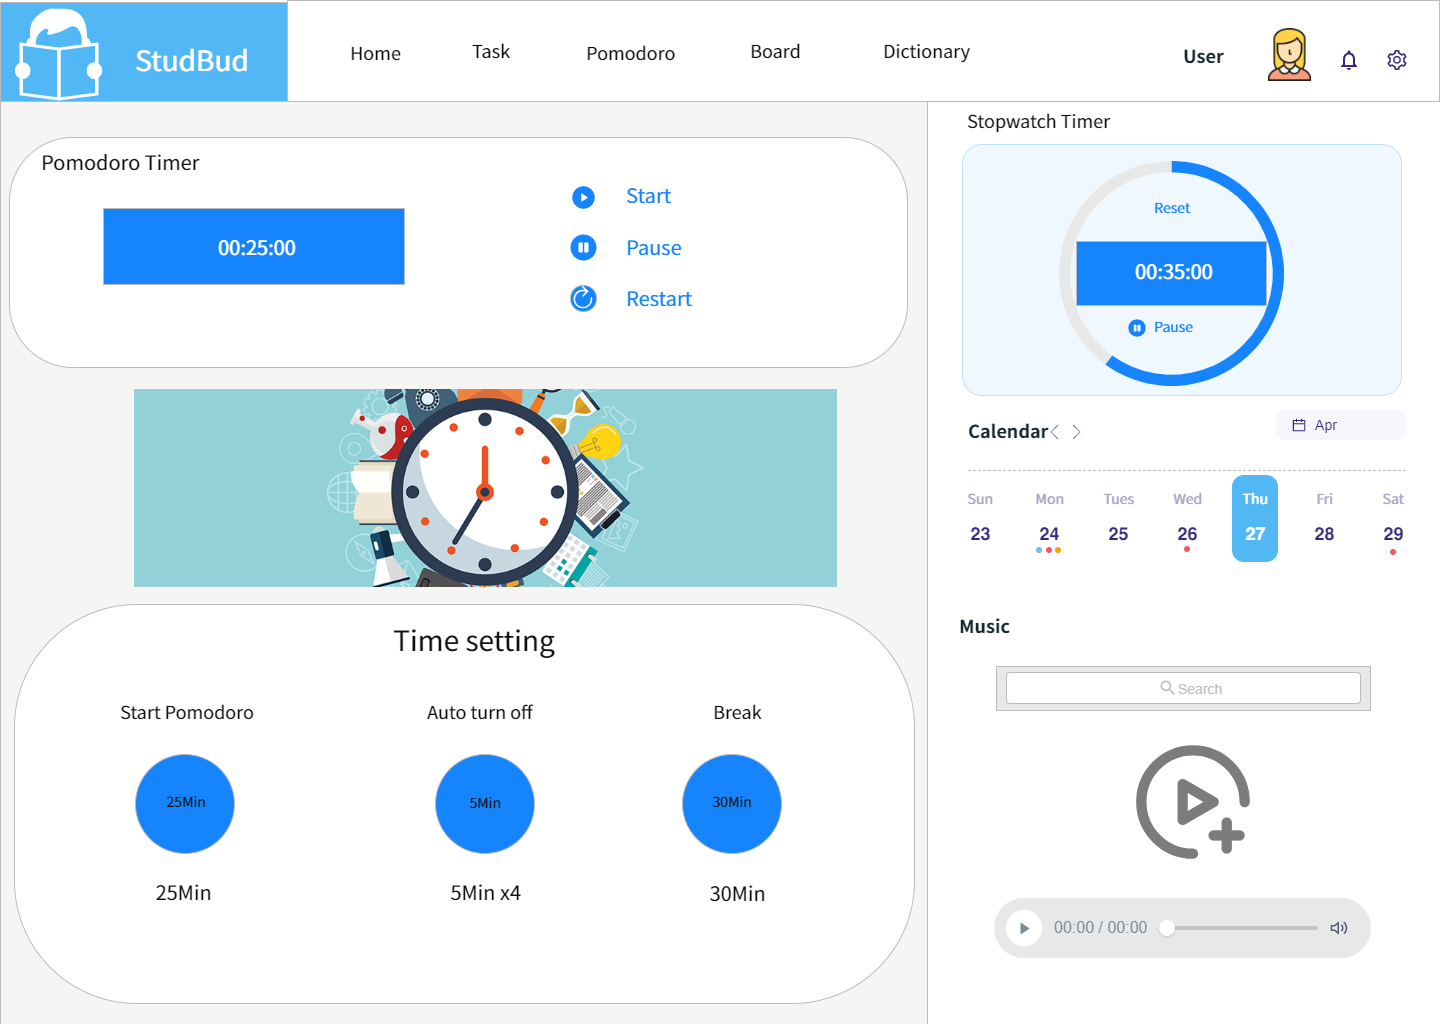 StudBud
Home Task Pomodoro Board Dictionary
User
Pomodoro Timer
00:25:00
Start
Pause
Restart
Time setting
Start Pomodoro Auto turn off Break
25Min 5Min 30Min
25Min 5Min x4 30Min
Stopwatch Timer
Reset
00:35:00
Pause
Calendar
Apr
Sun Mon Tues Wed Thu Fri Sat
23 24 25 26 27 28 29
Music
Search
00:00 / 00:00